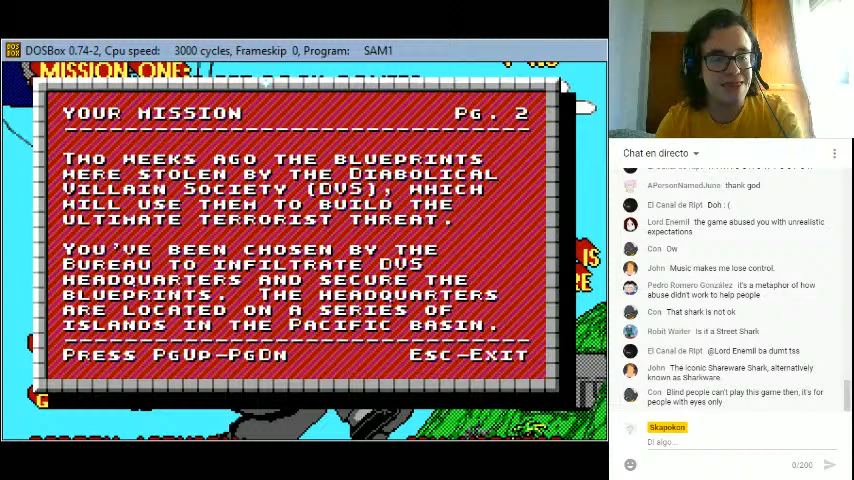 DOSBox 0.74-2, Cpu speed: 3000 cycles, Frameskip 0, Program: SAM1
MISSION ONE:
YOUR MISSION Pg. 2
TWO WEEKS AGO THE BLUEPRINTS
WERE STOLEN BY THE DIABOLICAL
VILLAIN SOCIETY (DVS), WHICH
WILL USE THEM TO BUILD THE
ULTIMATE TERRORIST THREAT.
YOU'VE BEEN CHOSEN BY THE
BUREAU TO INFILTRATE DVS
HEADQUARTERS AND SECURE THE
BLUEPRINTS. THE HEADQUARTERS
ARE LOCATED ON A SERIES OF
ISLANDS IN THE PACIFIC BASIN.
PRESS PgUp-PgDn ESC-EXIT
IS
Chat en directo
APersonNamedJune thank god
El Canal de Ript Doh :(
Lord Enemii the game abused you with unrealistic
expectations
Con Ow
John Music makes me lose control.
Pedro Romero González it's a metaphor of how
abuse didn't work to help people
Con That shark is not ok
Robit Waiter Is it a Street Shark
El Canal de Ript @Lord Enemii ba dumt tss
John The iconic Shareware Shark, alternatively
known as Sharkware.
Con Blind people can't play this game then, it's for
people with eyes only
Skapokon
Di algo...
0/200